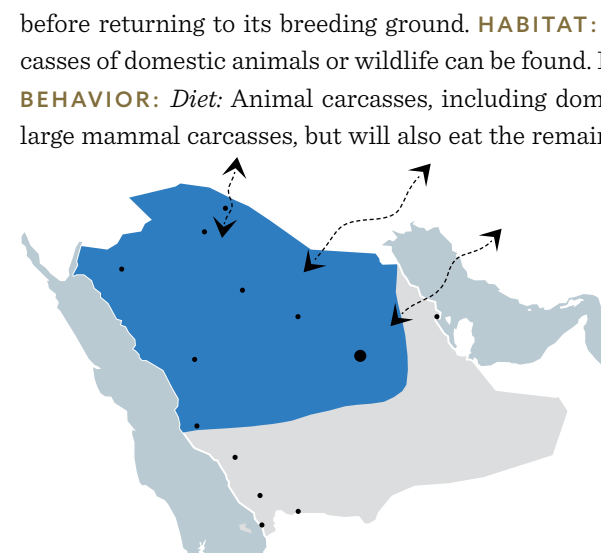 before returning to its breeding ground. HABITAT:
casses of domestic animals or wildlife can be found.
BEHAVIOR: Diet: Animal carcasses, including dom
large mammal carcasses, but will also eat the remain